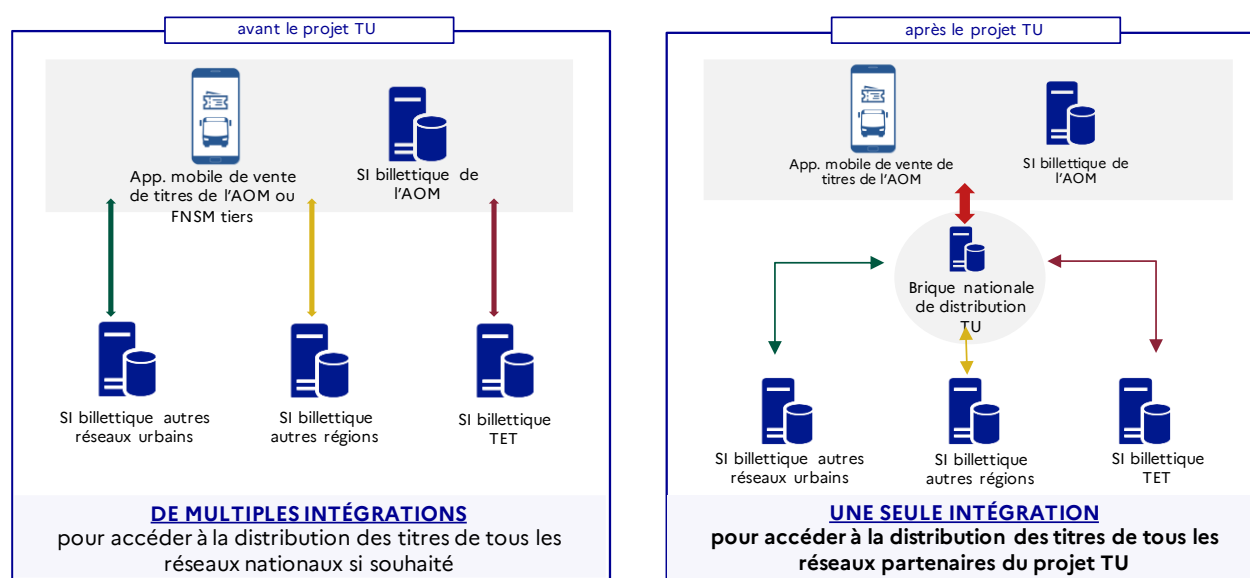 avant le projet TU
App. mobile de vente
de titres de l'AOM ou
FNSM tiers
SI billettique de
l'AOM
SI billettique autres
réseaux urbains
SI billettique
autres régions
SI billettique
TET
DE MULTIPLES INTÉGRATIONS
pour accéder à la distribution des titres de tous les
réseaux nationaux si souhaité
après le projet TU
App. mobile de vente de
titres de l'AOM
SI billettique de
l'AOM
Brique nationale
de distribution
TU
SI billettique autres
réseaux urbains
SI billettique
autres régions
SI billettique
TET
UNE SEULE INTÉGRATION
pour accéder à la distribution des titres de tous les
réseaux partenaires du projet TU